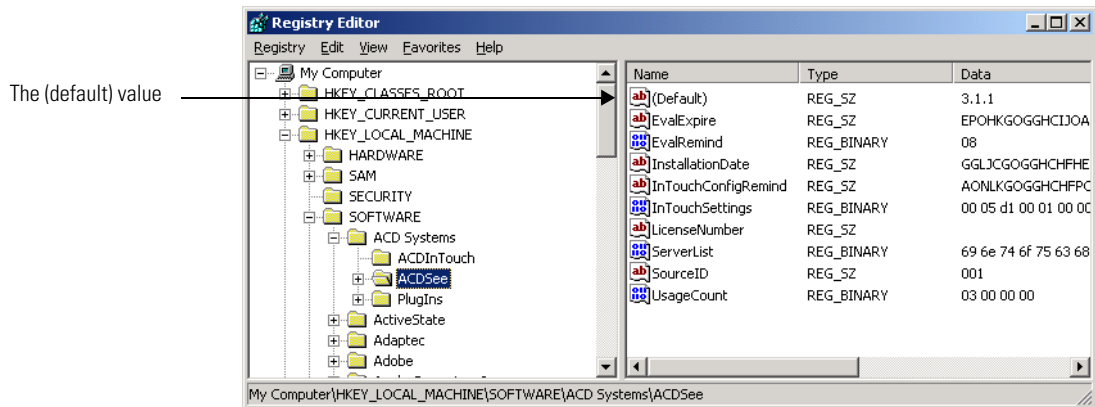 Registry Editor
Registry Edit View Favorites Help
The (default) value
My Computer
HKEY_CLASSES_ROOT
HKEY_CURRENT_USER
HKEY_LOCAL_MACHINE
HARDWARE
SAM
SECURITY
SOFTWARE
ACD Systems
ACDInTouch
ACDSee
PlugIns
ActiveState
Adaptec
Adobe
Name Type Data
(Default) REG_SZ 3.1.1
EvalExpire REG_SZ EPOHKGOGGHCIJOA
EvalRemind REG_BINARY 08
InstallationDate REG_SZ GGLJCGOGGHCHFHE
InTouchConfigRemind REG_SZ AONLKGOGGHCHFPC
InTouchSettings REG_BINARY 00 05 d1 00 01 00 00
LicenseNumber REG_SZ
ServerList REG_BINARY 69 6e 74 6f 75 63 68
SourceID REG_SZ 001
UsageCount REG_BINARY 03 00 00 00
My Computer\HKEY_LOCAL_MACHINE\SOFTWARE\ACD Systems\ACDSee